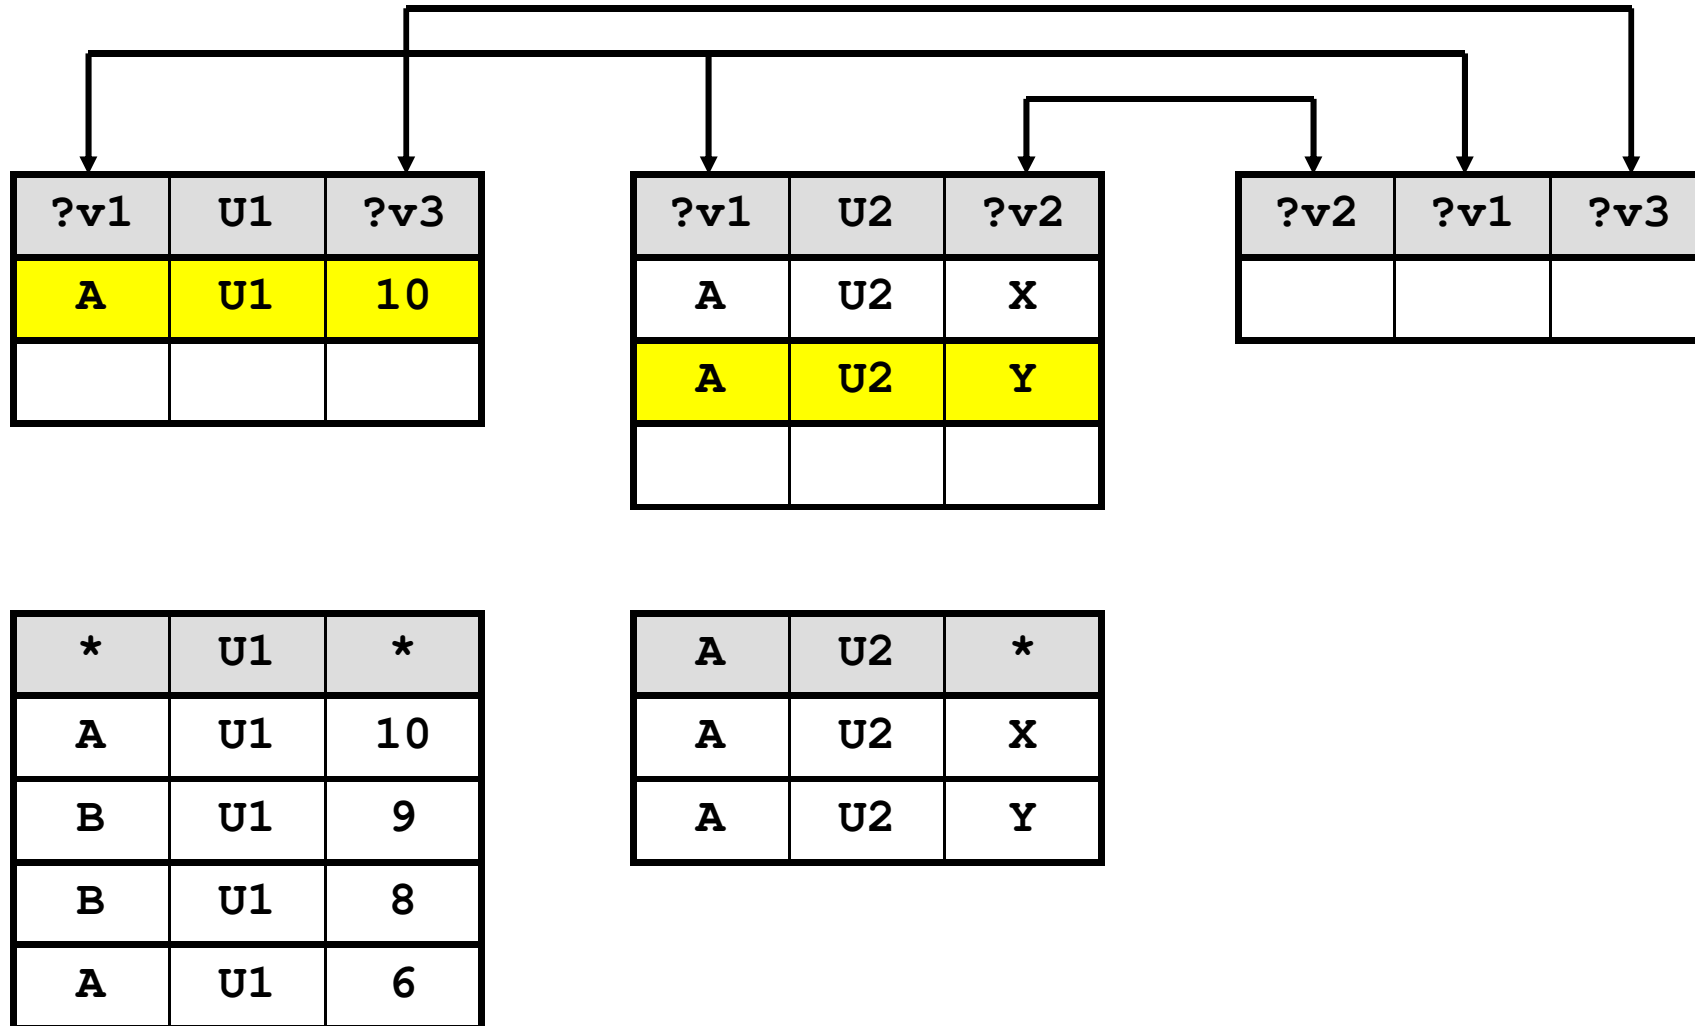 ?v1 U1 ?v3 ?v1 U2 ?v2 ?v2 ?v1 ?v3
A U1 10 A U2 X
A U2 Y
* U1 * A U2 *
A U1 10 A U2 X
B U1 9 A U2 Y
B U1 8
A U1 6